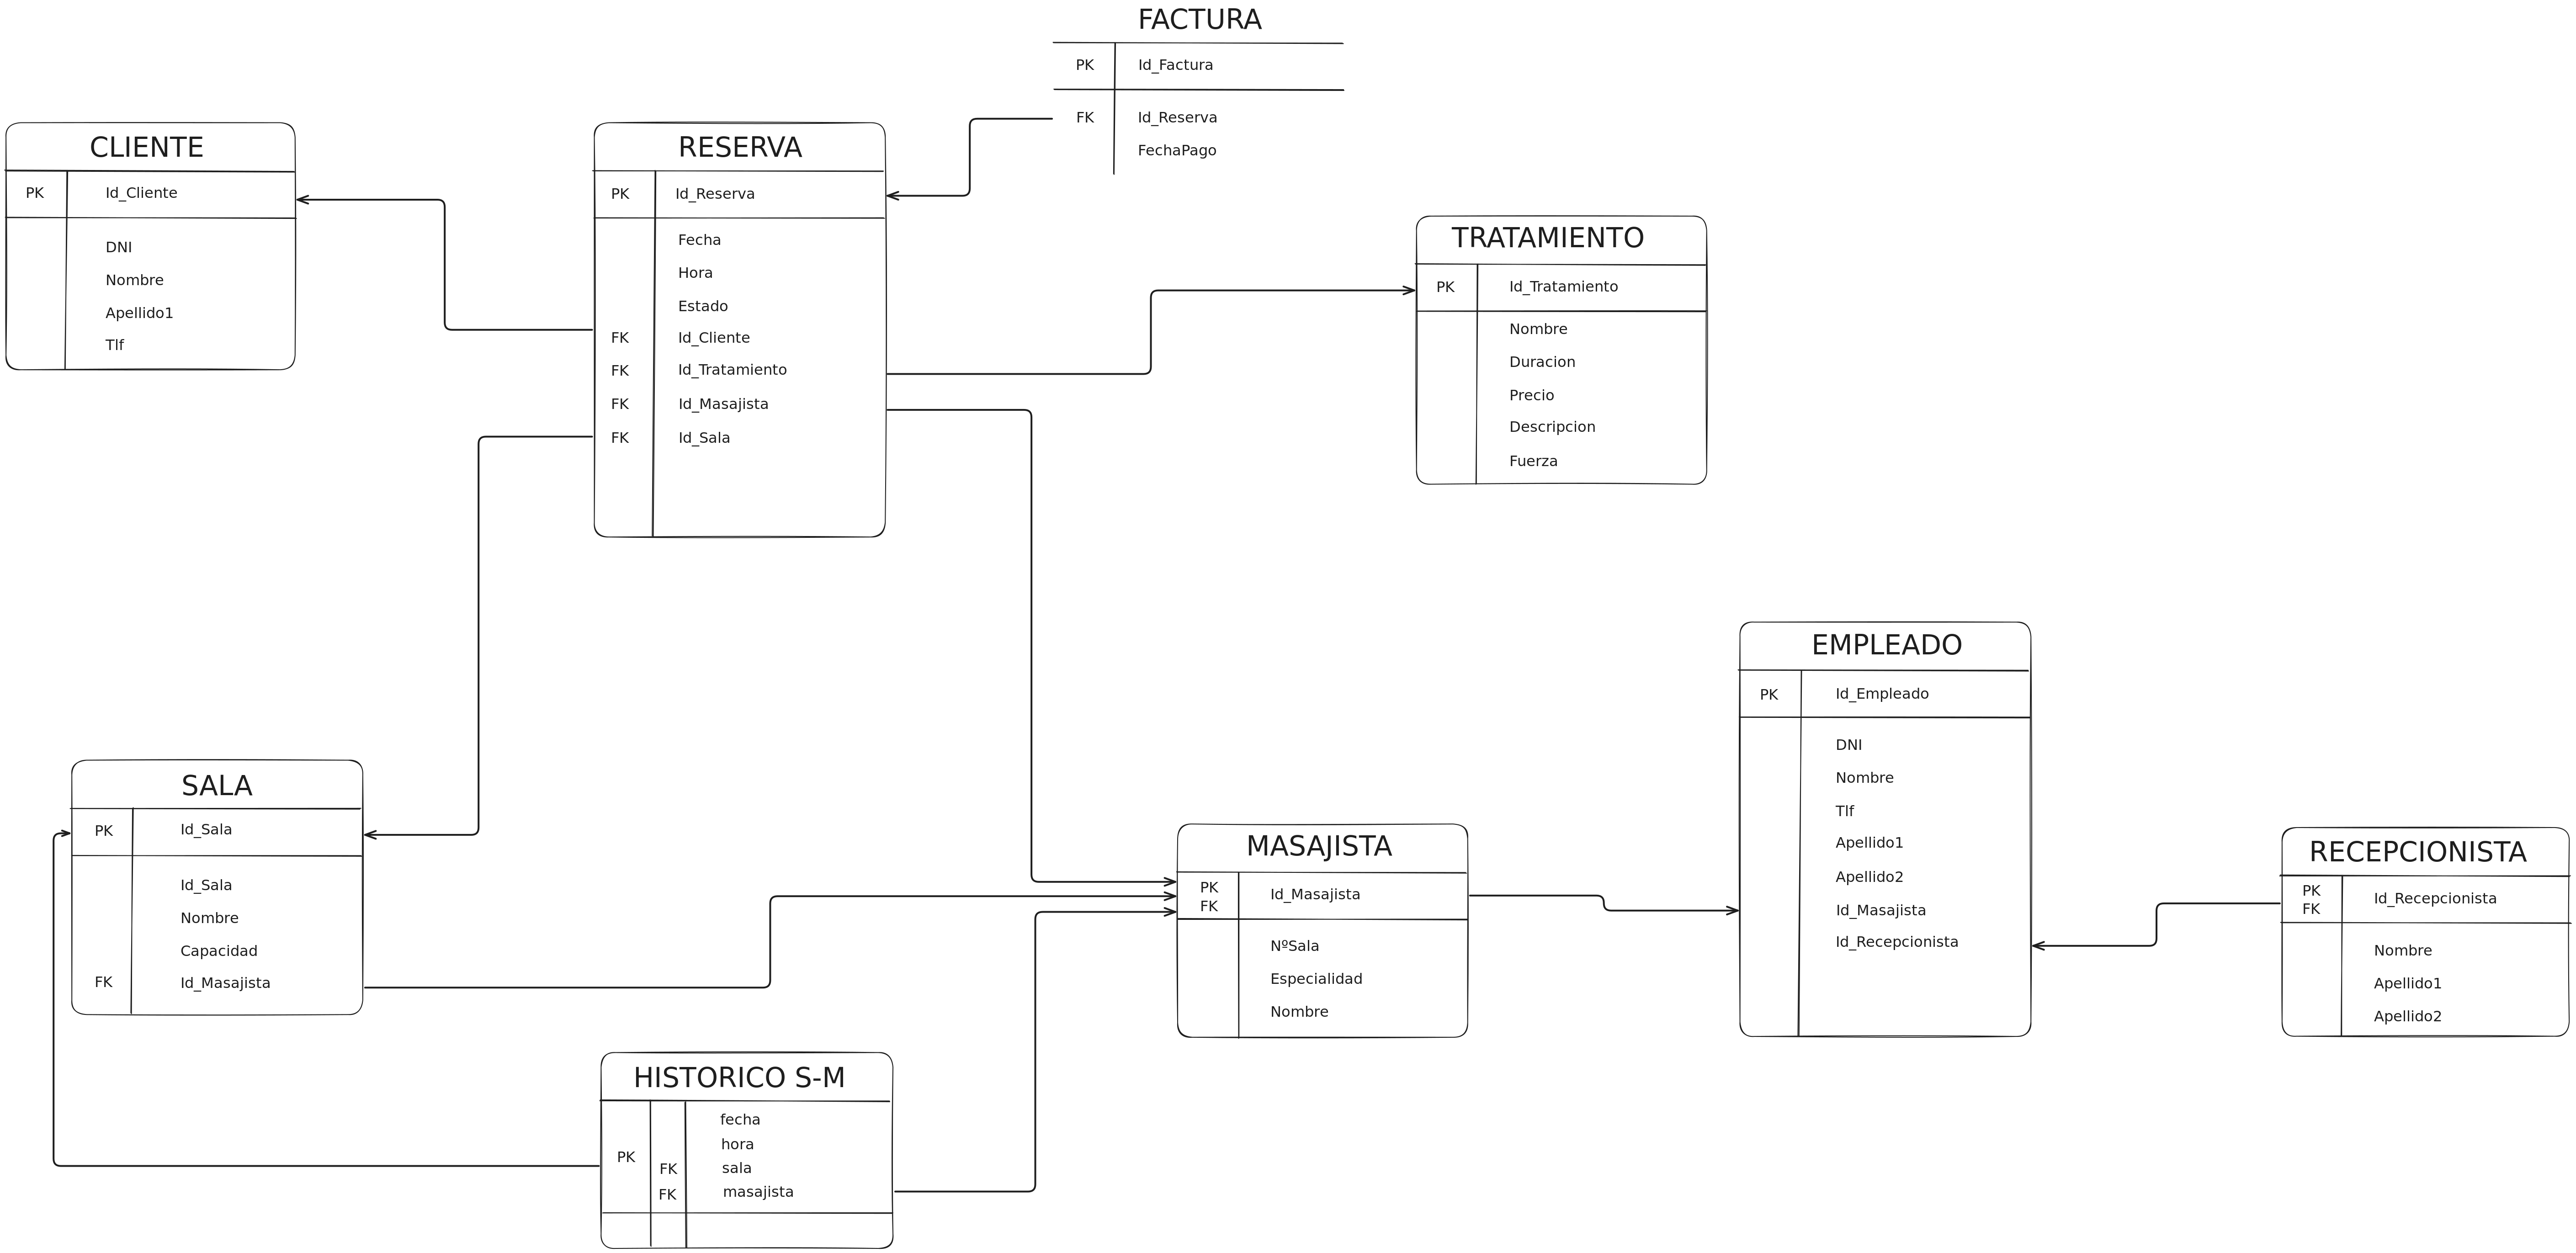 FACTURA
PK Id_Factura
FK Id_Reserva
FechaPago
CLIENTE
PK Id_Cliente
DNI
Nombre
Apellido1
Tlf
RESERVA
PK Id_Reserva
Fecha
Hora
Estado
FK Id_Cliente
FK Id_Tratamiento
FK Id_Masajista
FK Id_Sala
TRATAMIENTO
PK Id_Tratamiento
Nombre
Duracion
Precio
Descripcion
Fuerza
EMPLEADO
PK Id_Empleado
DNI
Nombre
Tlf
Apellido1
Apellido2
Id_Masajista
Id_Recepcionista
SALA
PK Id_Sala
Id_Sala
Nombre
Capacidad
FK Id_Masajista
MASAJISTA
PK
FK Id_Masajista
NºSala
Especialidad
Nombre
RECEPCIONISTA
PK
FK Id_Recepcionista
Nombre
Apellido1
Apellido2
HISTORICO S-M
fecha
hora
PK
FK sala
FK masajista